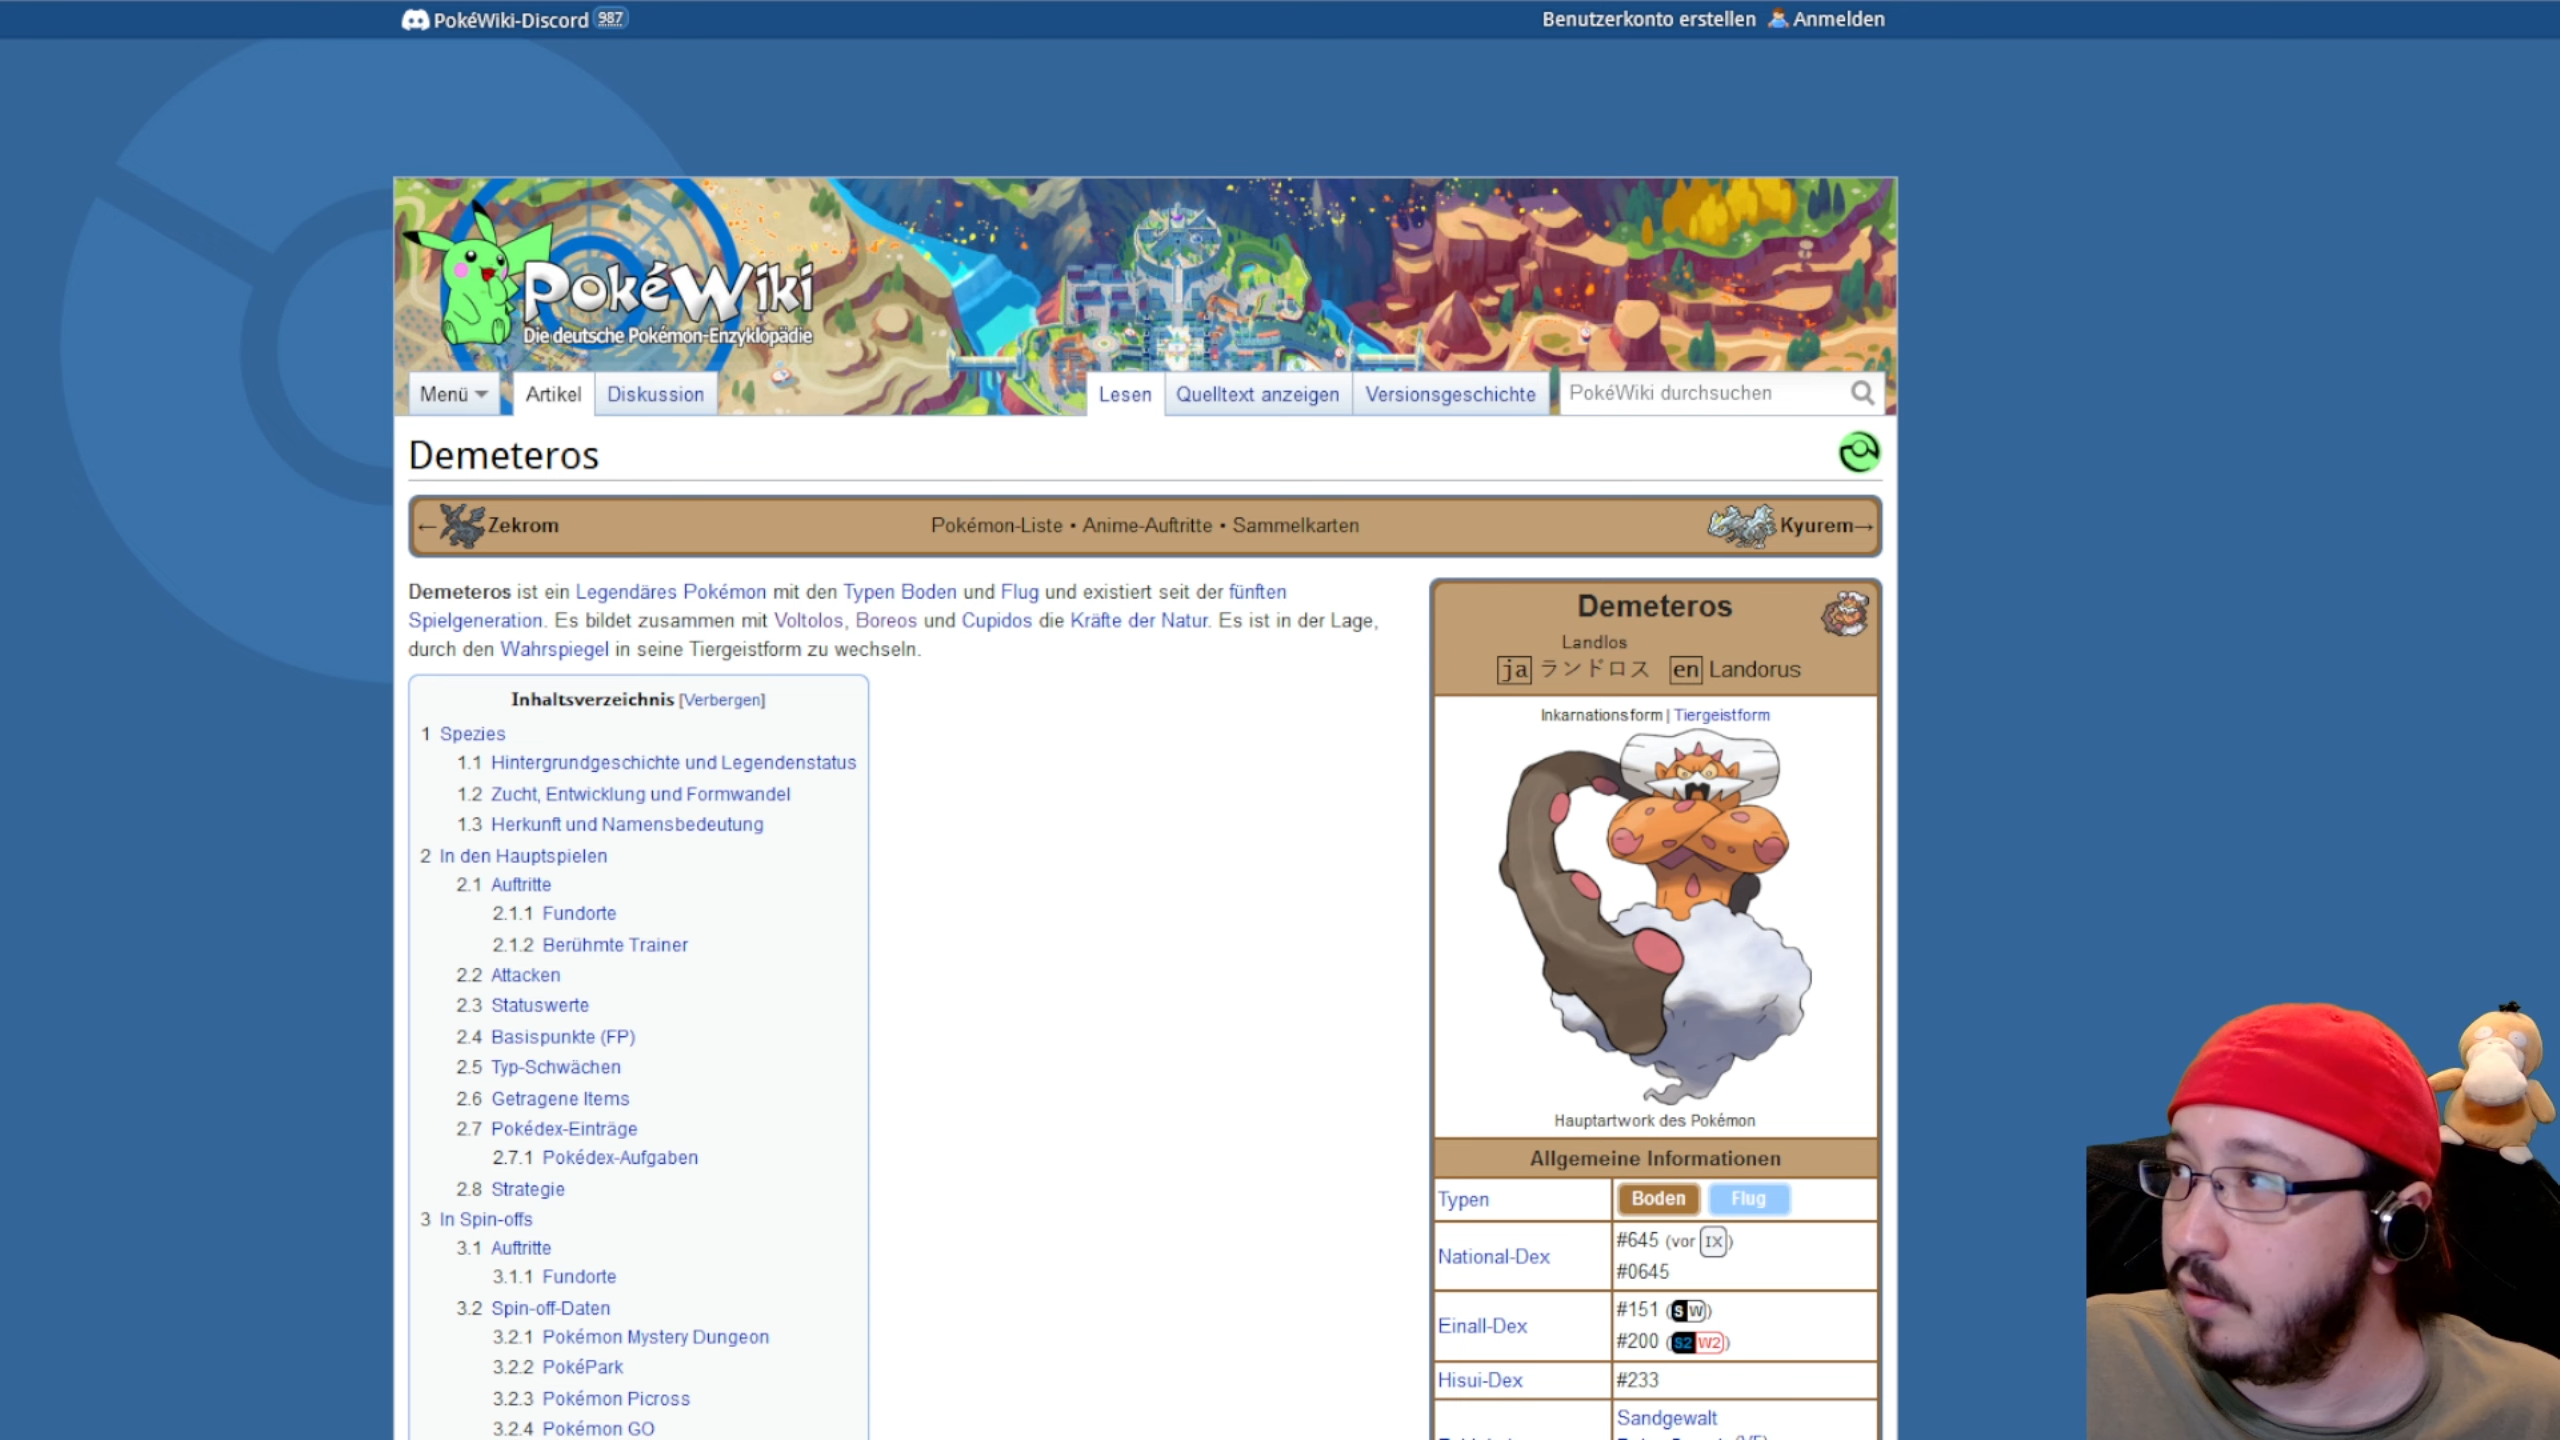 PokéWiki-Discord 987
Benutzerkonto erstellen Anmelden
PokéWiki
Die deutsche Pokémon-Enzyklopädie
Menü Artikel Diskussion Lesen Quelltext anzeigen Versionsgeschichte PokéWiki durchsuchen
Demeteros
←Zekrom Pokémon-Liste • Anime-Auftritte • Sammelkarten Kyurem→
Demeteros ist ein Legendäres Pokémon mit den Typen Boden und Flug und existiert seit der fünften
Spielgeneration. Es bildet zusammen mit Voltolos, Boreos und Cupidos die Kräfte der Natur. Es ist in der Lage,
durch den Wahrspiegel in seine Tiergeistform zu wechseln.
Inhaltsverzeichnis [Verbergen]
1 Spezies
1.1 Hintergrundgeschichte und Legendenstatus
1.2 Zucht, Entwicklung und Formwandel
1.3 Herkunft und Namensbedeutung
2 In den Hauptspielen
2.1 Auftritte
2.1.1 Fundorte
2.1.2 Berühmte Trainer
2.2 Attacken
2.3 Statuswerte
2.4 Basispunkte (FP)
2.5 Typ-Schwächen
2.6 Getragene Items
2.7 Pokédex-Einträge
2.7.1 Pokédex-Aufgaben
2.8 Strategie
3 In Spin-offs
3.1 Auftritte
3.1.1 Fundorte
3.2 Spin-off-Daten
3.2.1 Pokémon Mystery Dungeon
3.2.2 PokéPark
3.2.3 Pokémon Picross
3.2.4 Pokémon GO
Demeteros
Landlos
ja ランドロス en Landorus
Inkarnationsform | Tiergeistform
Hauptartwork des Pokémon
Allgemeine Informationen
Typen Boden Flug
National-Dex #645 (vor IX)
#0645
Einall-Dex #151 (S W)
#200 (S2 W2)
Hisui-Dex #233
Sandgewalt